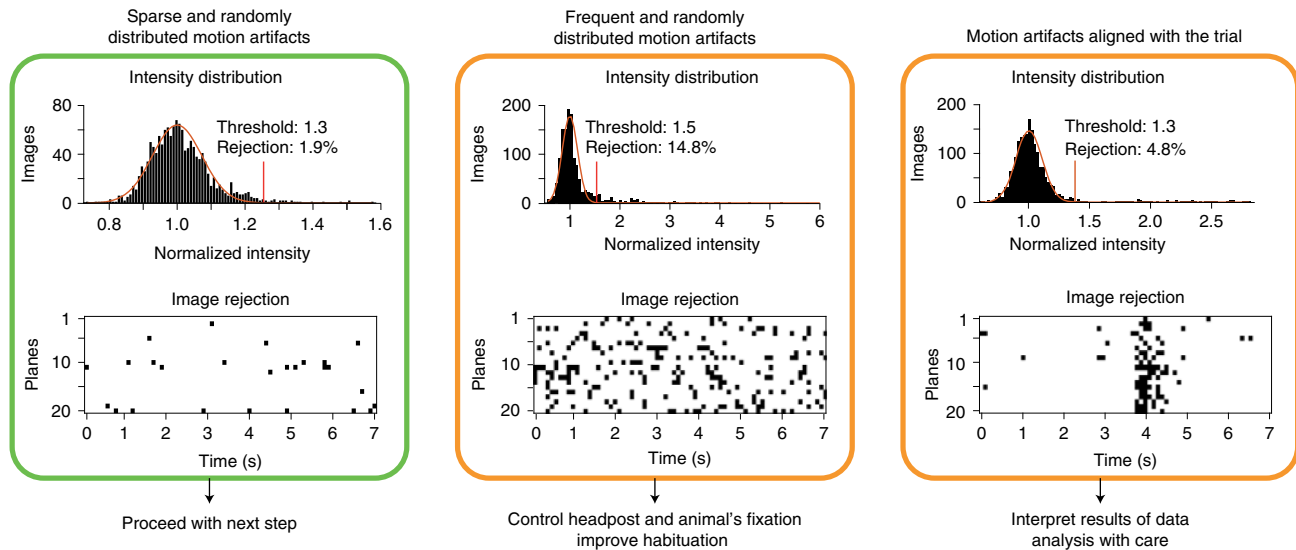 Sparse and randomly
distributed motion artifacts
Intensity distribution
80
40
0
Images
Threshold: 1.3
Rejection: 1.9%
0.8 1.0 1.2 1.4 1.6
Normalized intensity
Image rejection
1
10
20
Planes
0 1 2 3 4 5 6 7
Time (s)
Proceed with next step
Frequent and randomly
distributed motion artifacts
Intensity distribution
200
100
0
Images
Threshold: 1.5
Rejection: 14.8%
1 2 3 4 5 6
Normalized intensity
Image rejection
1
10
20
Planes
0 1 2 3 4 5 6 7
Time (s)
Control headpost and animal's fixation
improve habituation
Motion artifacts aligned with the trial
Intensity distribution
200
100
0
Images
Threshold: 1.3
Rejection: 4.8%
1.0 1.5 2.0 2.5
Normalized intensity
Image rejection
1
10
20
Planes
0 1 2 3 4 5 6 7
Time (s)
Interpret results of data
analysis with care